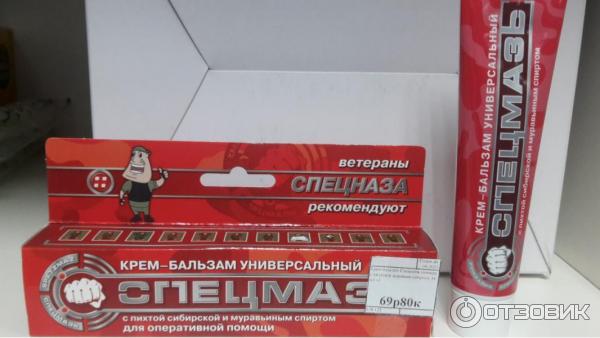 ветераны
СПЕЦНАЗА
рекомендуют
КРЕМ-БАЛЬЗАМ УНИВЕРСАЛЬНЫЙ
СПЕЦМАЗЬ
с пихтой сибирской и муравьиным спиртом
для оперативной помощи
69р80к
КРЕМ-БАЛЬЗАМ УНИВЕРСАЛЬНЫЙ
СПЕЦМАЗЬ
с пихтой сибирской и муравьиным спиртом
ОТЗОВИК